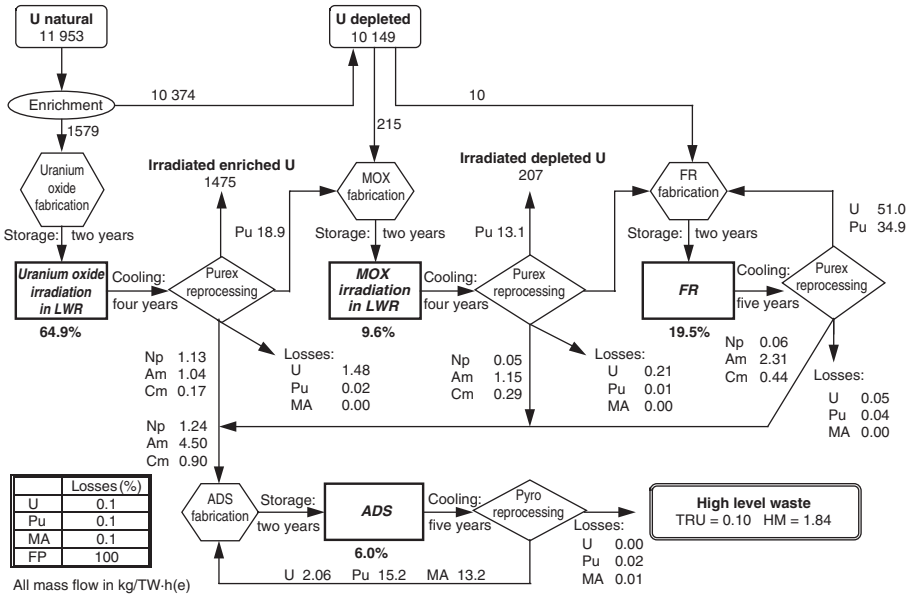 U natural
11 953
U depleted
10 149
10 374
10
Enrichment
1579
215
Uranium
oxide
fabrication
Irradiated enriched U
1475
MOX
fabrication
Irradiated depleted U
207
FR
fabrication
U 51.0
Pu 34.9
Pu 18.9
Pu 13.1
Storage: two years
Storage: two years
Storage: two years
Uranium oxide
irradiation
in LWR
Cooling:
four years
Purex
reprocessing
MOX
irradiation
in LWR
Cooling:
four years
Purex
reprocessing
FR
Cooling:
five years
Purex
reprocessing
64.9%
9.6%
19.5%
Np 1.13
Am 1.04
Cm 0.17
Losses:
U 1.48
Pu 0.02
MA 0.00
Np 0.05
Am 1.15
Cm 0.29
Losses:
U 0.21
Pu 0.01
MA 0.00
Np 0.06
Am 2.31
Cm 0.44
Losses:
U 0.05
Pu 0.04
MA 0.00
Np 1.24
Am 4.50
Cm 0.90
Losses (%)
U 0.1
Pu 0.1
MA 0.1
FP 100
ADS
fabrication
Storage:
two years
ADS
Cooling:
five years
Pyro
reprocessing
6.0%
Losses:
U 0.00
Pu 0.02
MA 0.01
High level waste
TRU = 0.10 HM = 1.84
U 2.06 Pu 15.2 MA 13.2
All mass flow in kg/TW·h(e)